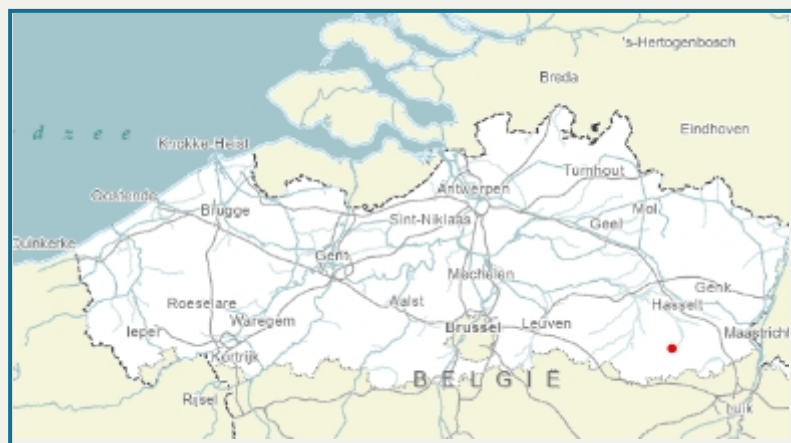 's-Hertogenbosch
Breda
d z e e
Eindhoven
Knokke-Heist
Turnhout
Oostende
Antwerpen
Mol
Brugge
Sint-Niklaas
Geel
Duinkerke
Gent
Mechelen
Genk
Roeselare
Aalst
Hasselt
Ieper
Waregem
Brussel
Leuven
Maastricht
Kortrijk
BELGIË
Rijsel
Luik